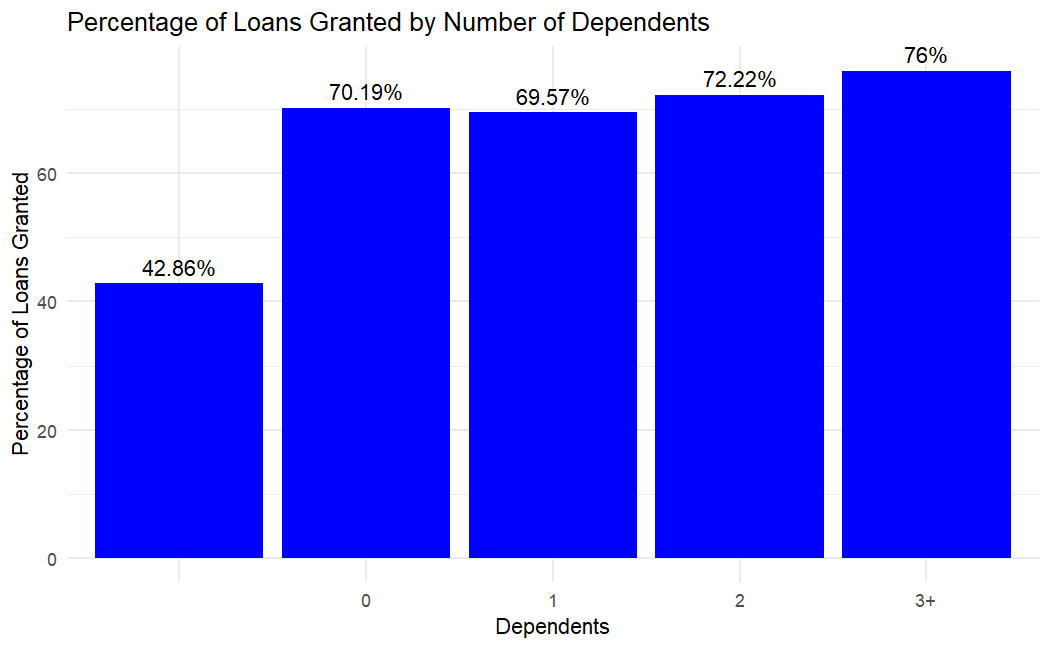 Percentage of Loans Granted by Number of Dependents
76%
72.22%
70.19%
69.57%
42.86%
Percentage of Loans Granted
60
40
20
0
0 1 2 3+
Dependents